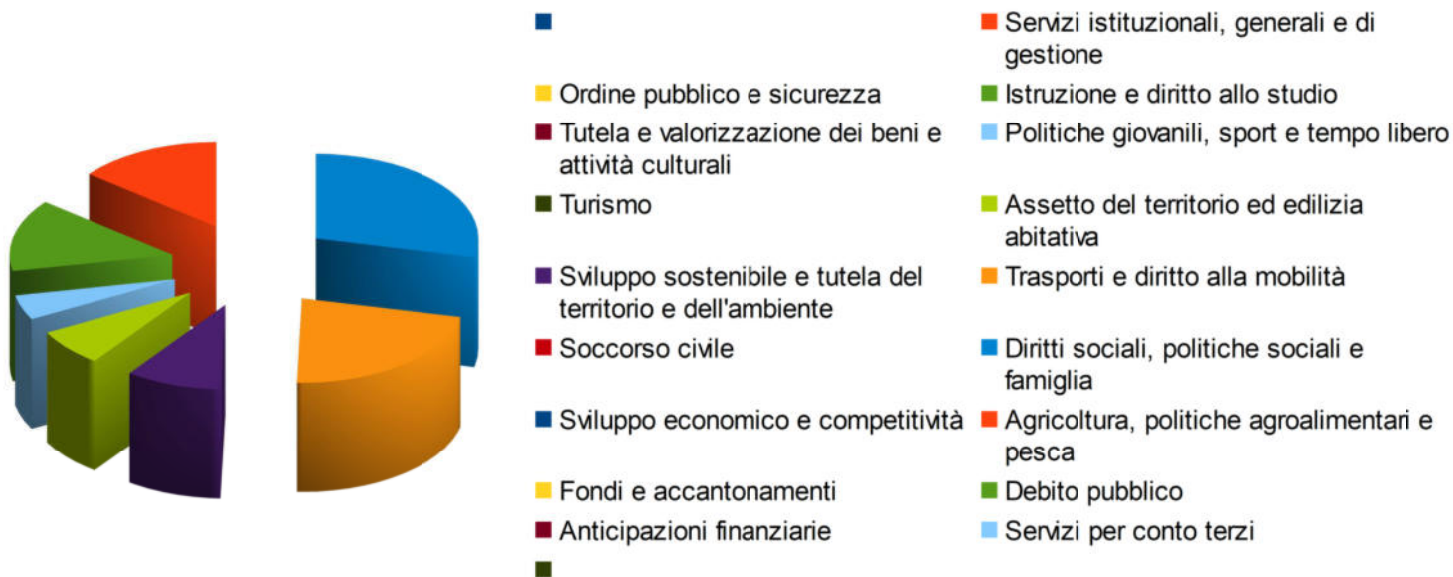 Servizi istituzionali, generali e di
gestione
Ordine pubblico e sicurezza
Istruzione e diritto allo studio
Tutela e valorizzazione dei beni e
attività culturali
Politiche giovanili, sport e tempo libero
Turismo
Assetto del territorio ed edilizia
abitativa
Sviluppo sostenibile e tutela del
territorio e dell'ambiente
Trasporti e diritto alla mobilità
Soccorso civile
Diritti sociali, politiche sociali e
famiglia
Sviluppo economico e competitività
Agricoltura, politiche agroalimentari e
pesca
Fondi e accantonamenti
Debito pubblico
Anticipazioni finanziarie
Servizi per conto terzi